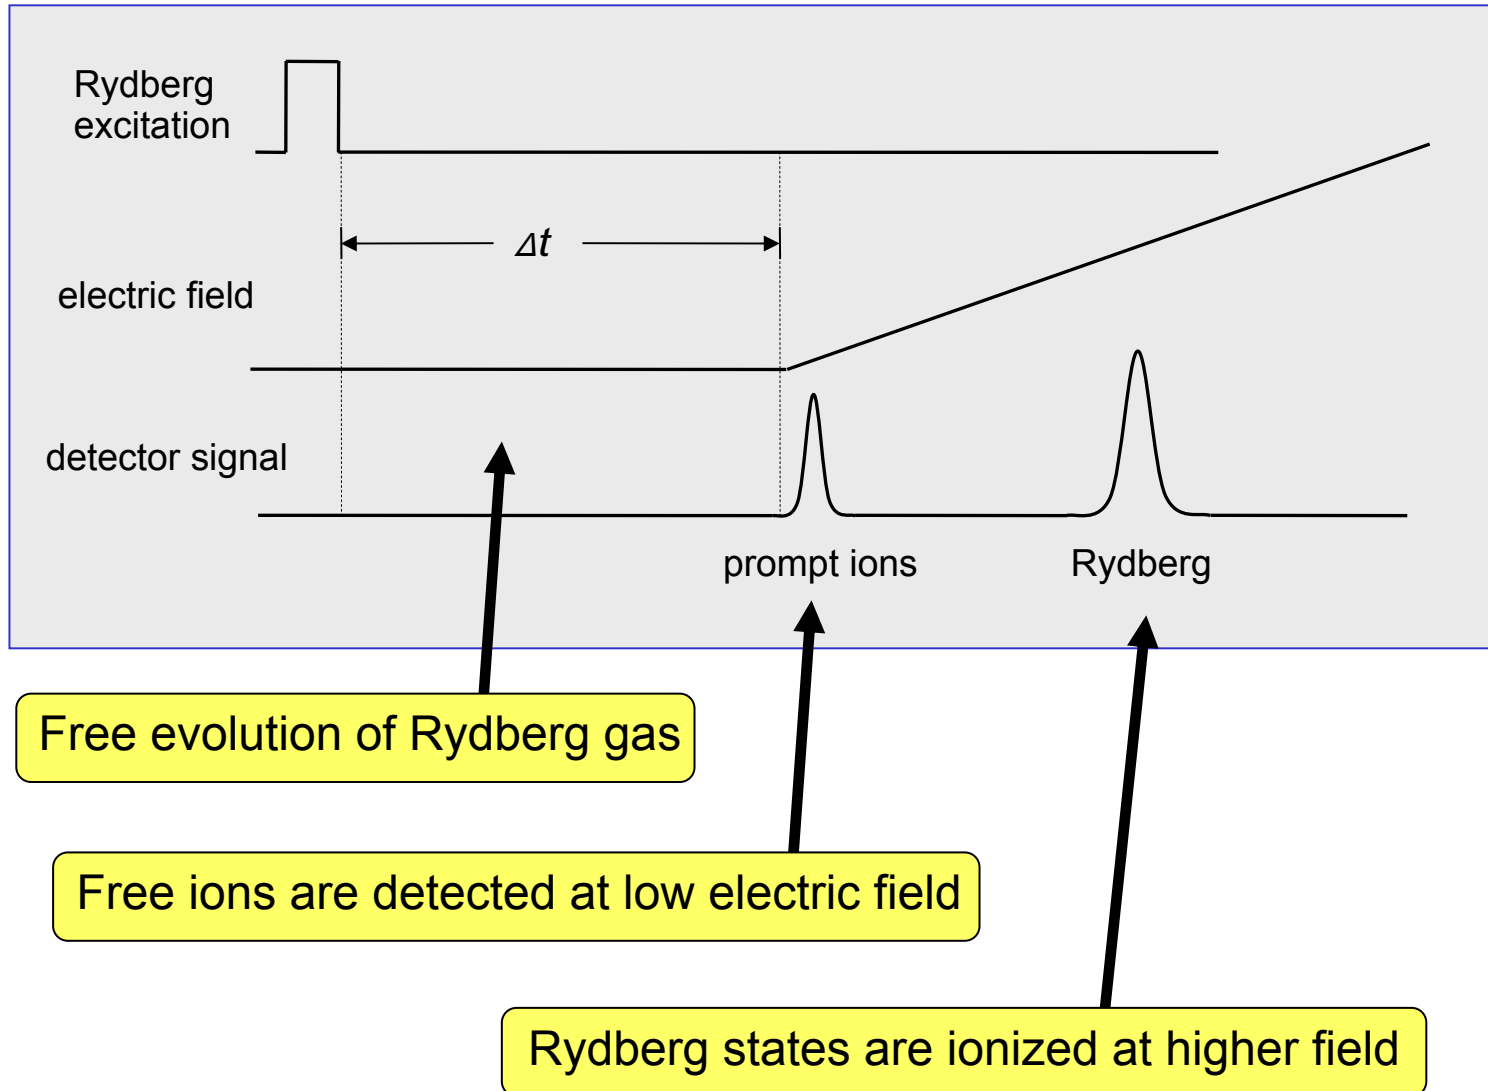 Rydberg
excitation
Δt
electric field
detector signal
prompt ions
Rydberg
Free evolution of Rydberg gas
Free ions are detected at low electric field
Rydberg states are ionized at higher field